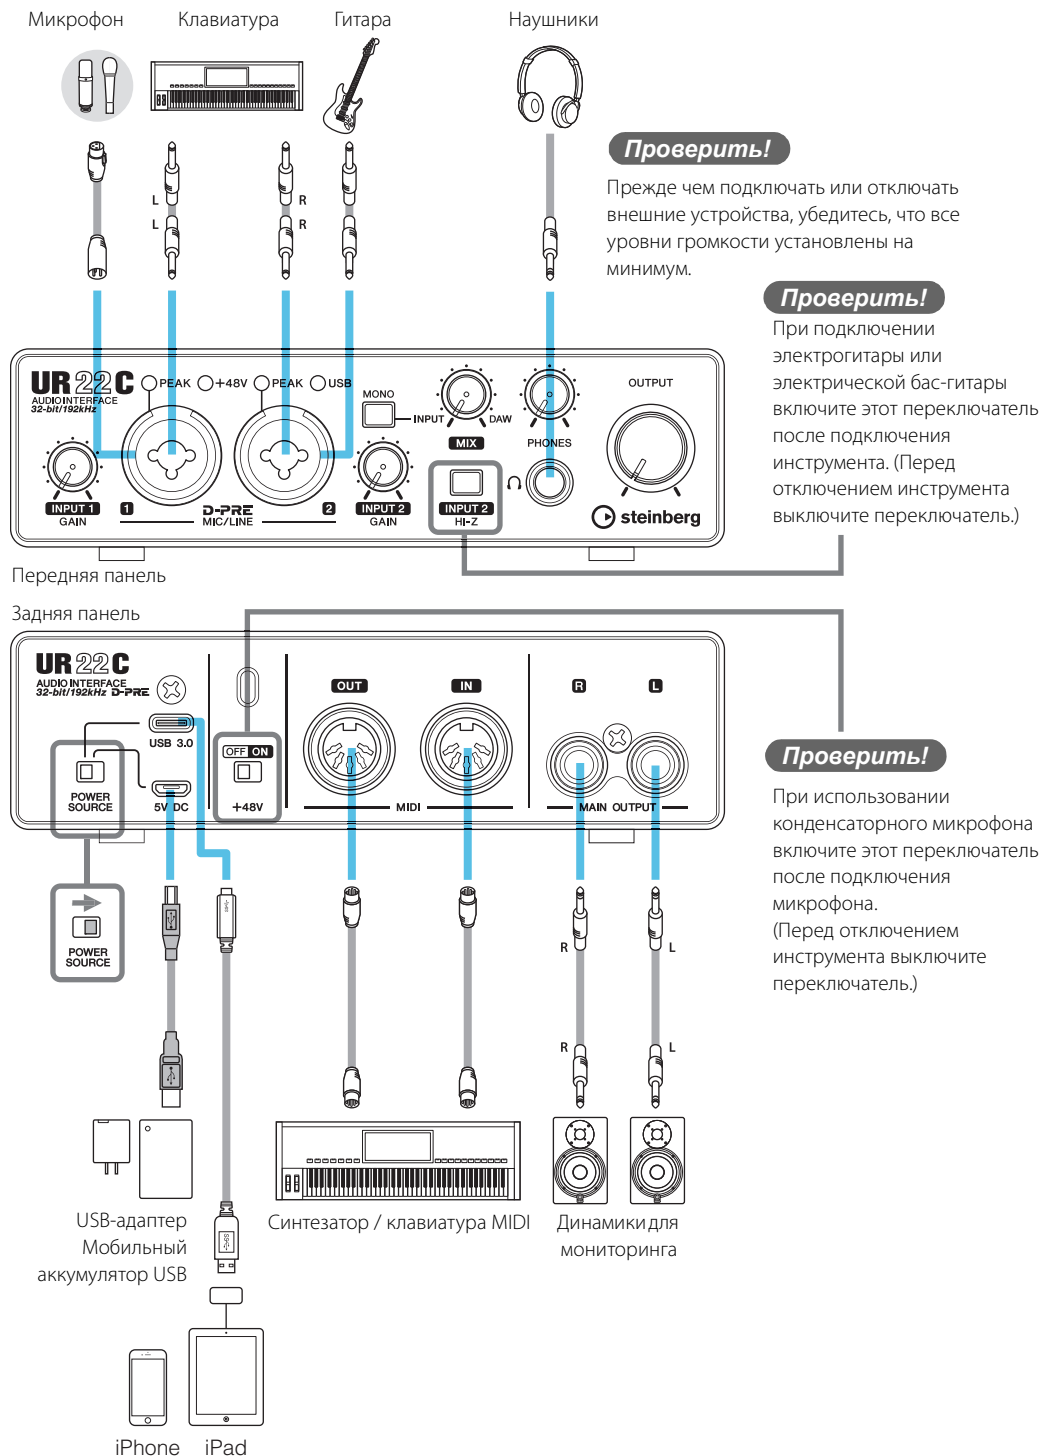 Микрофон Клавиатура Гитара Наушники
Проверить!
Прежде чем подключать или отключать
внешние устройства, убедитесь, что все
уровни громкости установлены на
минимум.
L R
L R
Проверить!
При подключении
электрогитары или
электрической бас-гитары
включите этот переключатель
после подключения
инструмента. (Перед
отключением инструмента
выключите переключатель.)
UR22C
AUDIO INTERFACE
32-bit/192kHz
PEAK +48V PEAK USB
MONO
INPUT DAW
MIX
PHONES
OUTPUT
INPUT 1
GAIN
1 D-PRE 2
MIC/LINE
INPUT 2
GAIN
INPUT 2
HI-Z
steinberg
Передняя панель
Задняя панель
UR22C
AUDIO INTERFACE
32-bit/192kHz D-PRE
USB 3.0
POWER
SOURCE
5V DC
OFF ON
+48V
OUT IN
MIDI
R L
MAIN OUTPUT
Проверить!
При использовании
конденсаторного микрофона
включите этот переключатель
после подключения
микрофона.
(Перед отключением
инструмента выключите
переключатель.)
POWER
SOURCE
R L
R L
USB-адаптер
Мобильный
аккумулятор USB
Синтезатор / клавиатура MIDI
Динамики для
мониторинга
iPhone iPad